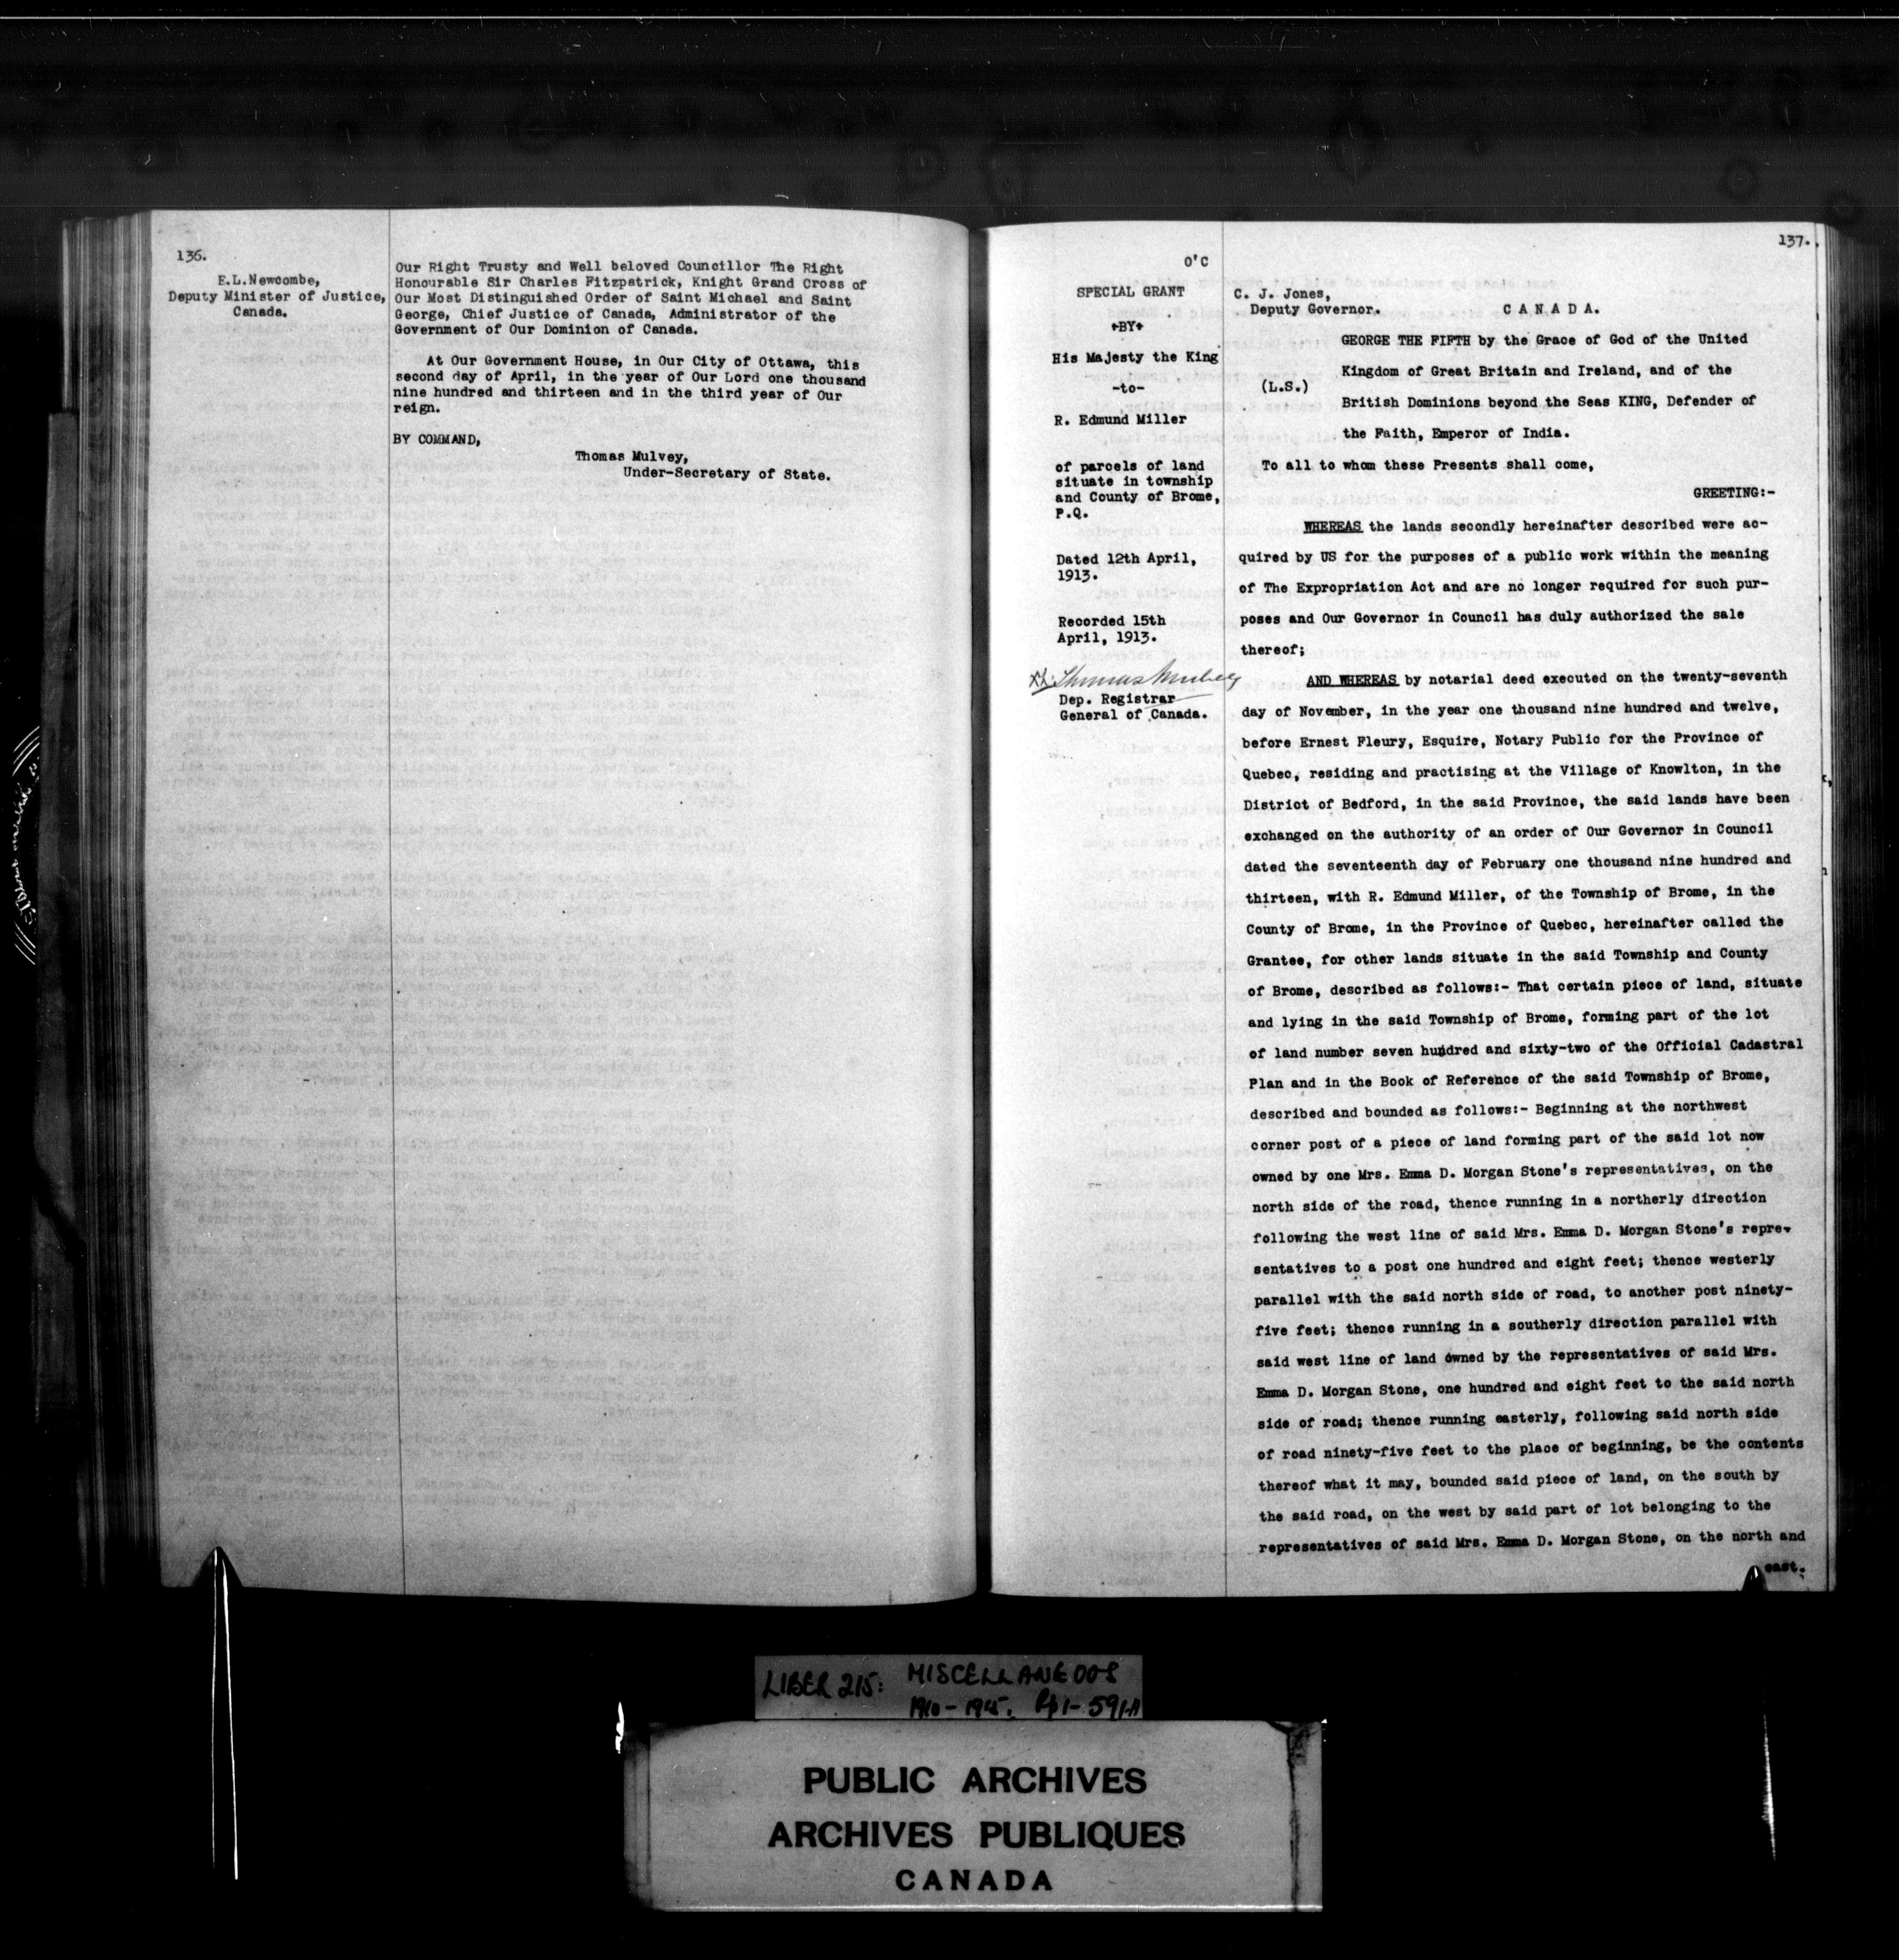 136.
E.L.Newcombe,
Deputy Minister of Justice,
Canada.
Our Right Trusty and Well beloved Councillor The Right
Honourable Sir Charles Fitzpatrick, Knight Grand Cross of
Our Most Distinguished Order of Saint Michael and Saint
George, Chief Justice of Canada, Administrator of the
Government of Our Dominion of Canada.
At Our Government House, in Our City of Ottawa, this
second day of April, in the year of Our Lord one thousand
nine hundred and thirteen and in the third year of Our
reign.
BY COMMAND,
Thomas Mulvey,
Under-Secretary of State.
137.
O'C
SPECIAL GRANT
BY
His Majesty the King
-to-
R. Edmund Miller
of parcels of land
situate in township
and County of Brome,
P.Q.
Dated 12th April,
1913.
Recorded 15th
April, 1913.
Thomas Mulvey
Dep. Registrar
General of Canada.
C. J. Jones,
Deputy Governor.
C A N A D A.
GEORGE THE FIFTH by the Grace of God of the United
Kingdom of Great Britain and Ireland, and of the
(L.S.)
British Dominions beyond the Seas KING, Defender of
the Faith, Emperor of India.
To all to whom these Presents shall come,
GREETING:-
WHEREAS the lands secondly hereinafter described were ac-
quired by US for the purposes of a public work within the meaning
of The Expropriation Act and are no longer required for such pur-
poses and Our Governor in Council has duly authorized the sale
thereof;
AND WHEREAS by notarial deed executed on the twenty-seventh
day of November, in the year one thousand nine hundred and twelve,
before Ernest Fleury, Esquire, Notary Public for the Province of
Quebec, residing and practising at the Village of Knowlton, in the
District of Bedford, in the said Province, the said lands have been
exchanged on the authority of an order of Our Governor in Council
dated the seventeenth day of February one thousand nine hundred and
thirteen, with R. Edmund Miller, of the Township of Brome, in the
County of Brome, in the Province of Quebec, hereinafter called the
Grantee, for other lands situate in the said Township and County
of Brome, described as follows:- That certain piece of land, situate
and lying in the said Township of Brome, forming part of the lot
of land number seven hundred and sixty-two of the Official Cadastral
Plan and in the Book of Reference of the said Township of Brome,
described and bounded as follows:- Beginning at the northwest
corner post of a piece of land forming part of the said lot now
owned by one Mrs. Emma D. Morgan Stone's representatives, on the
north side of the road, thence running in a northerly direction
following the west line of said Mrs. Emma D. Morgan Stone's repre-
sentatives to a post one hundred and eight feet; thence westerly
parallel with the said north side of road, to another post ninety-
five feet; thence running in a southerly direction parallel with
said west line of land owned by the representatives of said Mrs.
Emma D. Morgan Stone, one hundred and eight feet to the said north
side of road; thence running easterly, following said north side
of road ninety-five feet to the place of beginning, be the contents
thereof what it may, bounded said piece of land, on the south by
the said road, on the west by said part of lot belonging to the
representatives of said Mrs. Emma D. Morgan Stone, on the north and
east.
LIBER 215: MISCELLANEOUS
1910-1915. Pp 1-591-A
PUBLIC ARCHIVES
ARCHIVES PUBLIQUES
CANADA